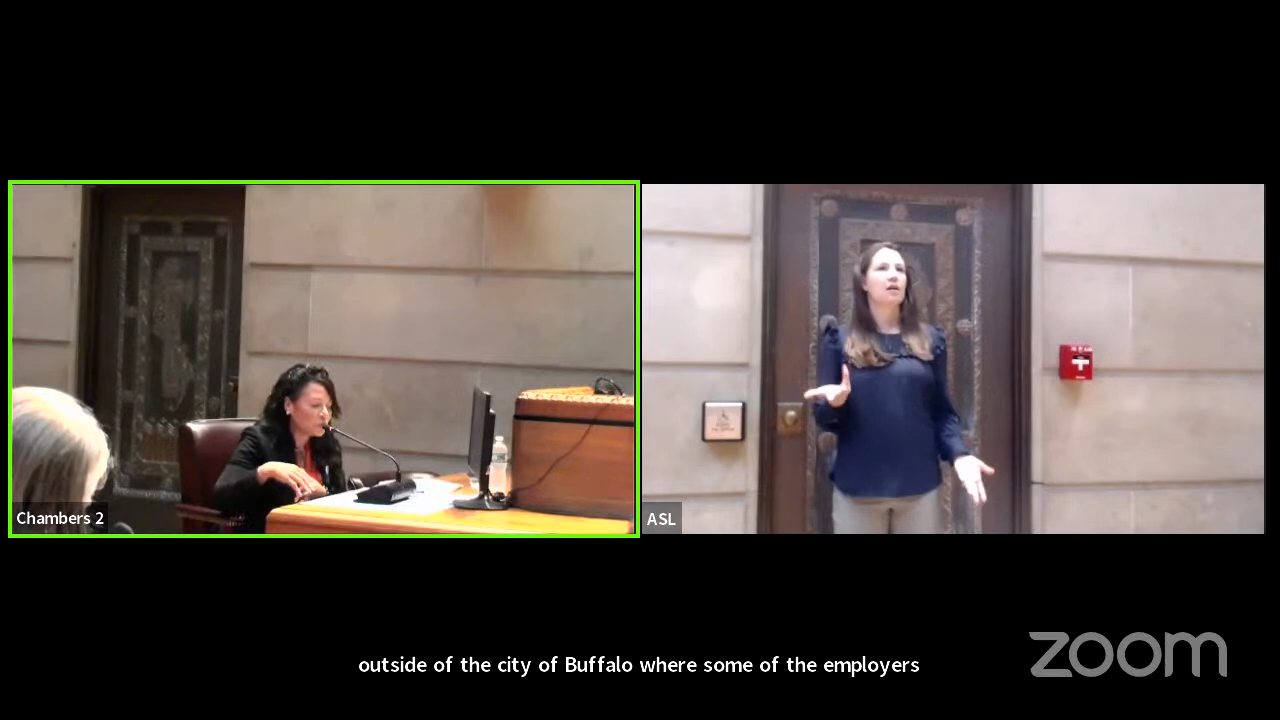 Chambers 2
ASL
outside of the city of Buffalo where some of the employers
zoom